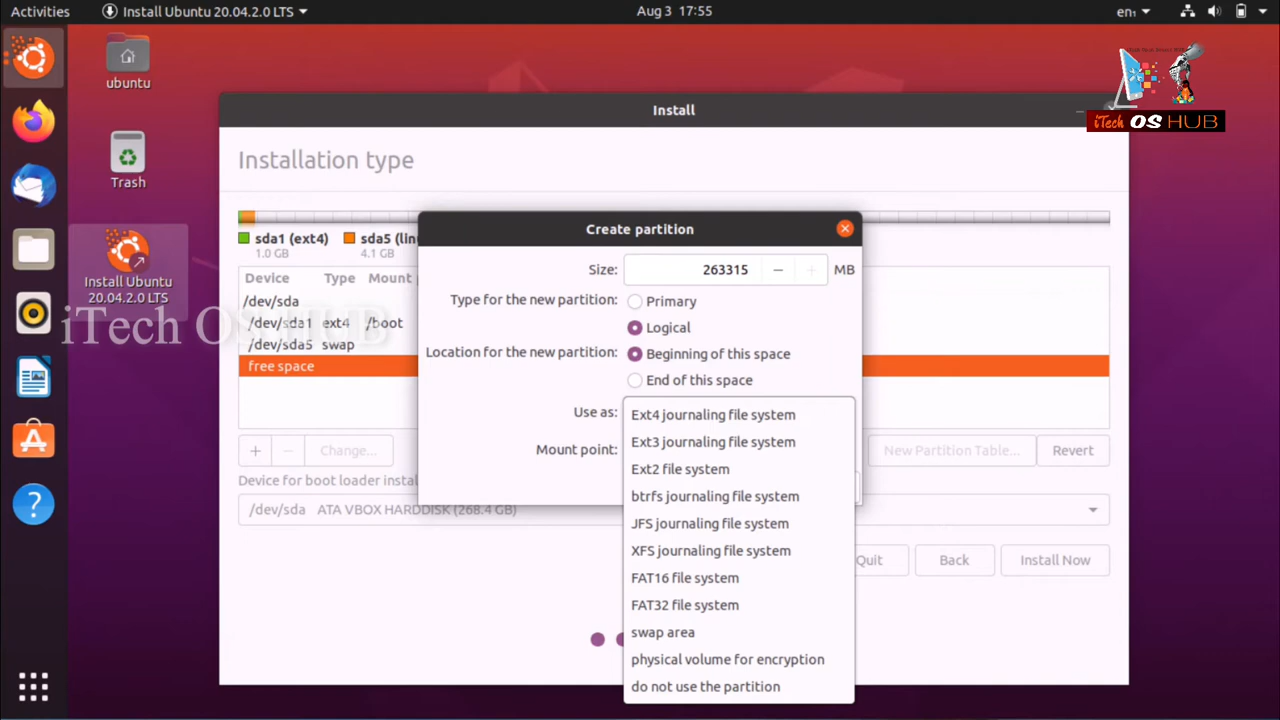 Activities
Install Ubuntu 20.04.2.0 LTS
Aug 3 17:55
en₁
ubuntu
Trash
Install Ubuntu
20.04.2.0 LTS
iTech OS HUB
iTech OS HUB
Install
Installation type
sda1 (ext4)
1.0 GB
sda5 (lin
4.1 GB
Device Type Mount
/dev/sda
/dev/sda1 ext4 /boot
/dev/sda5 swap
free space
+ − Change...
New Partition Table... Revert
Device for boot loader instal
/dev/sda ATA VBOX HARDDISK (268.4 GB)
Quit Back Install Now
Create partition
Size: 263315 − + MB
Type for the new partition: Primary
Logical
Location for the new partition: Beginning of this space
End of this space
Use as:
Mount point:
Ext4 journaling file system
Ext3 journaling file system
Ext2 file system
btrfs journaling file system
JFS journaling file system
XFS journaling file system
FAT16 file system
FAT32 file system
swap area
physical volume for encryption
do not use the partition